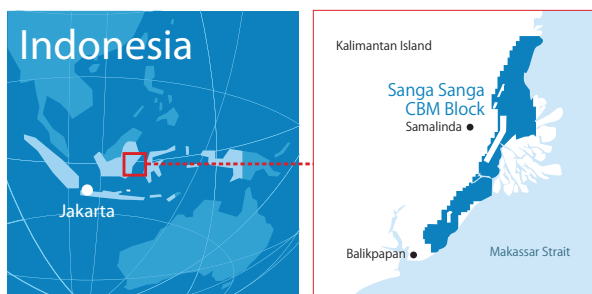 Indonesia
Jakarta
Kalimantan Island
Sanga Sanga
CBM Block
Samalinda
Balikpapan
Makassar Strait